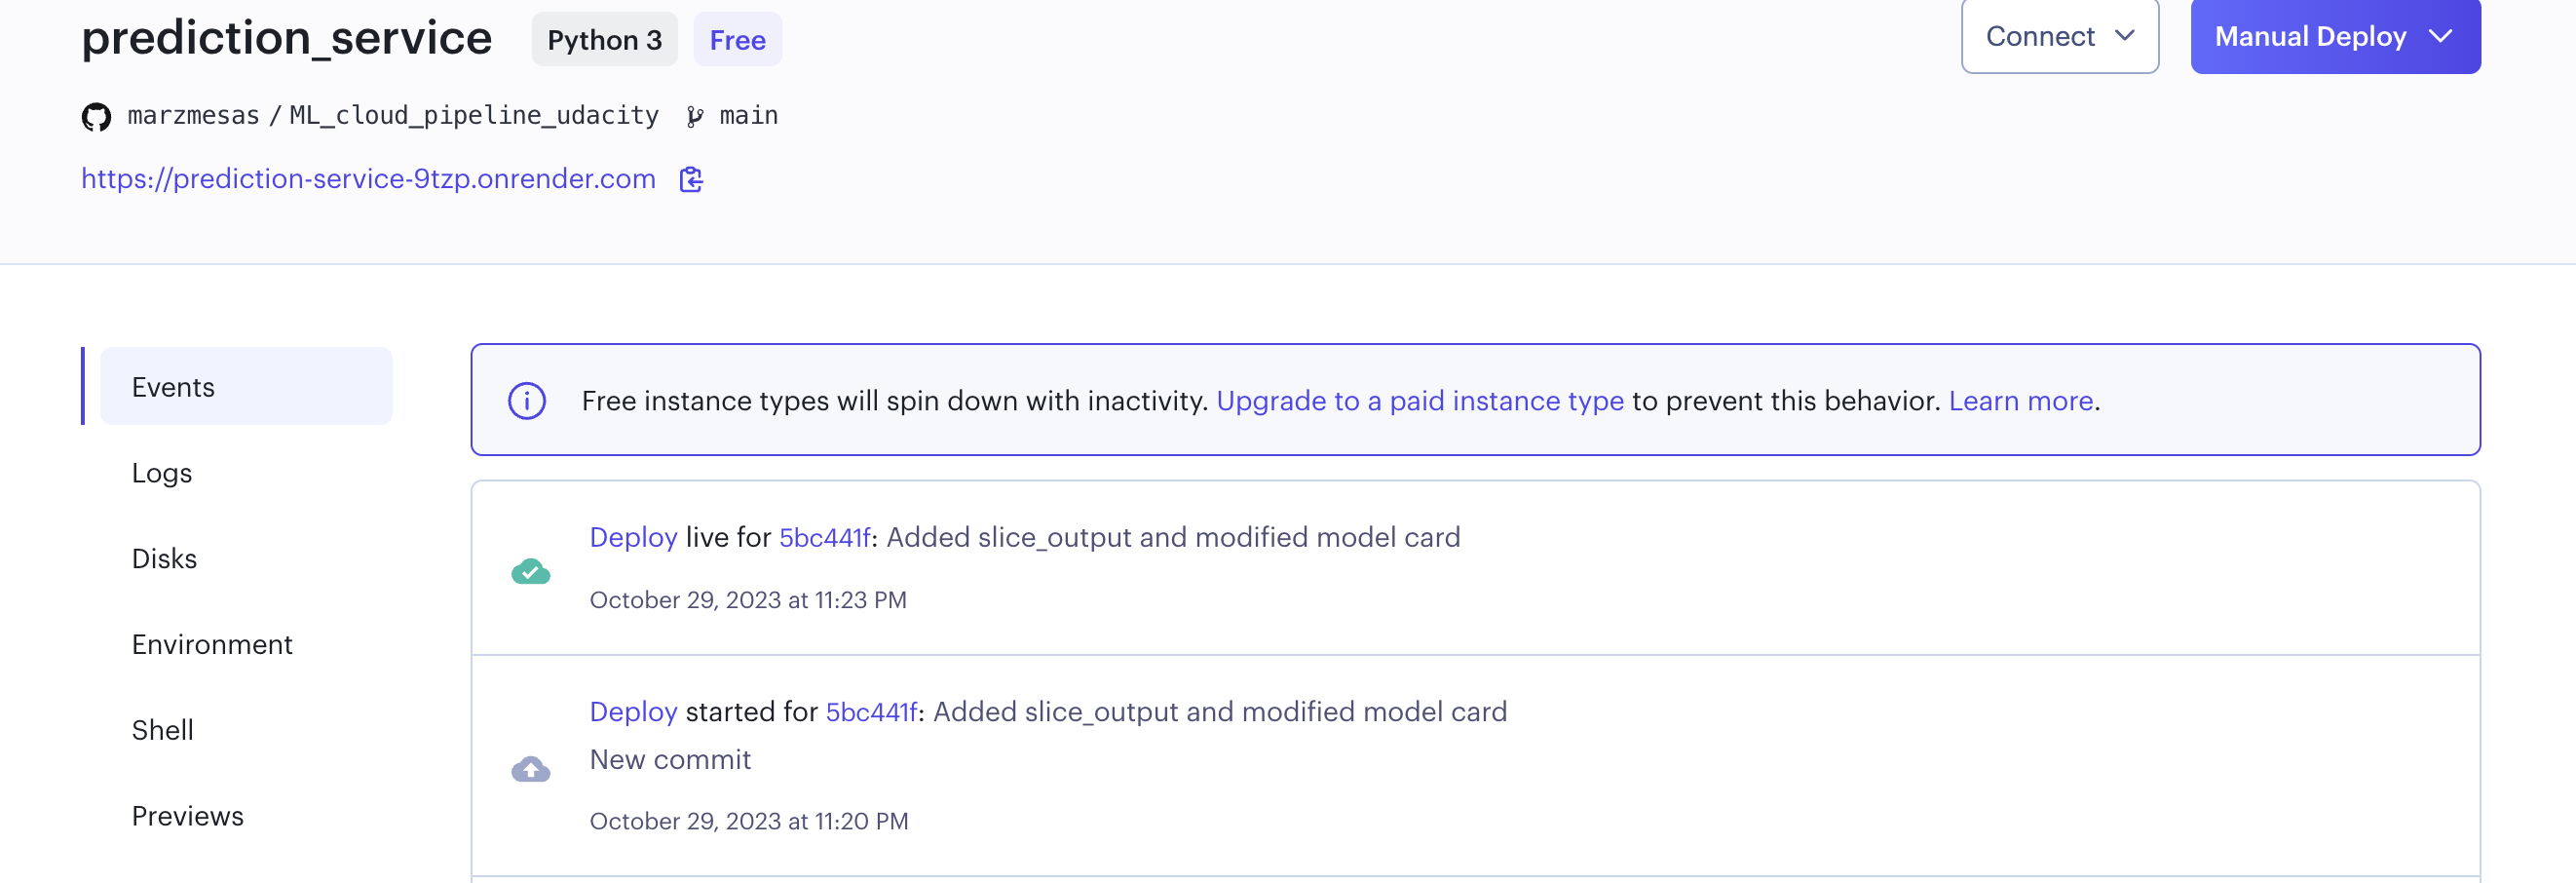 prediction_service Python 3 Free Connect Manual Deploy
marzmesas / ML_cloud_pipeline_udacity main
https://prediction-service-9tzp.onrender.com
Events
Logs
Disks
Environment
Shell
Previews
Free instance types will spin down with inactivity. Upgrade to a paid instance type to prevent this behavior. Learn more.
Deploy live for 5bc441f: Added slice_output and modified model card
October 29, 2023 at 11:23 PM
Deploy started for 5bc441f: Added slice_output and modified model card
New commit
October 29, 2023 at 11:20 PM